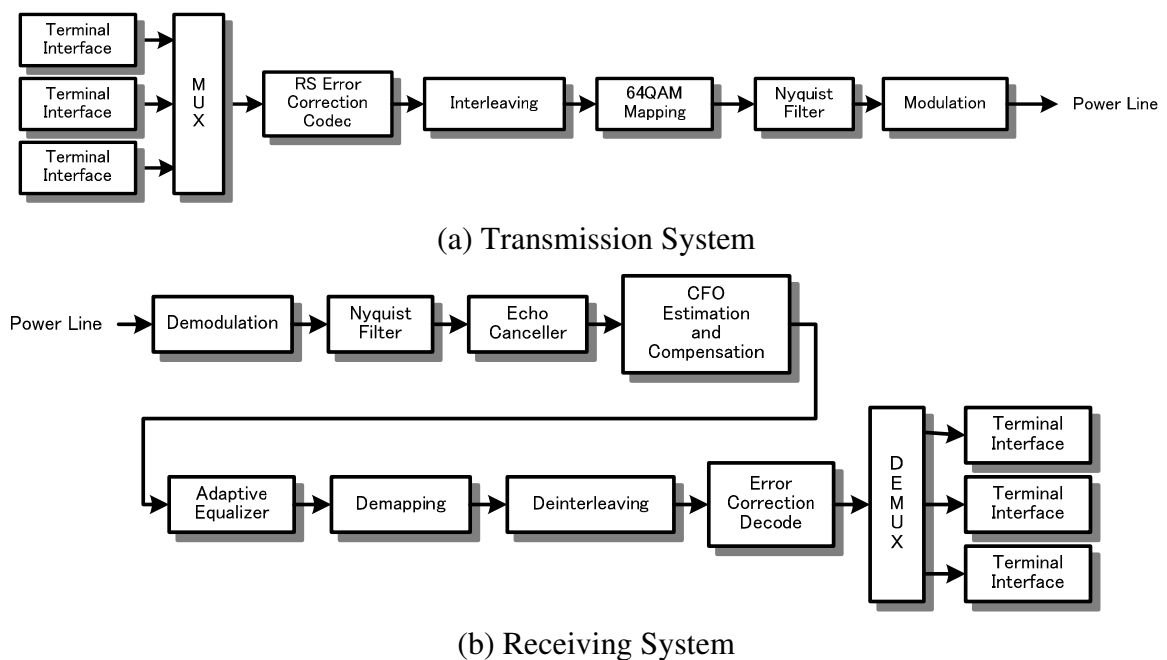 Terminal
Interface
Terminal
Interface
Terminal
Interface
M
U
X
RS Error
Correction
Codec
Interleaving
64QAM
Mapping
Nyquist
Filter
Modulation
Power Line
(a) Transmission System
Power Line
Demodulation
Nyquist
Filter
Echo
Canceller
CFO
Estimation
and
Compensation
Adaptive
Equalizer
Demapping
Deinterleaving
Error
Correction
Decode
D
E
M
U
X
Terminal
Interface
Terminal
Interface
Terminal
Interface
(b) Receiving System